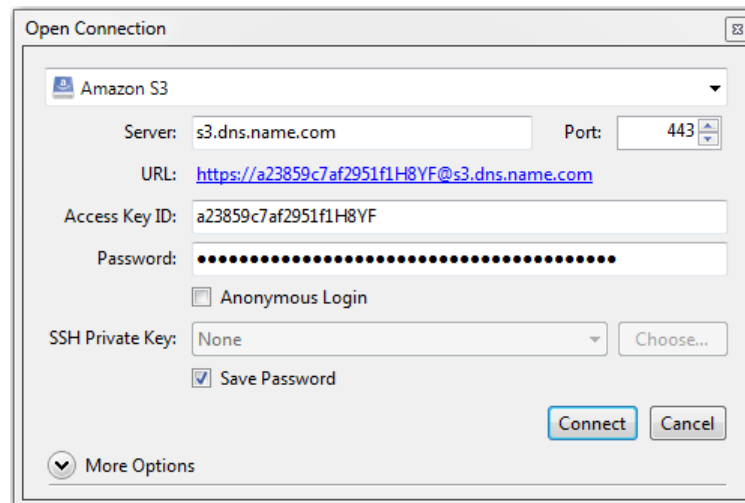 Open Connection
Amazon S3
Server: s3.dns.name.com Port: 443
URL: https://a23859c7af2951f1H8YF@s3.dns.name.com
Access Key ID: a23859c7af2951f1H8YF
Password: ●●●●●●●●●●●●●●●●●●●●●●●●●●●●●●●●●●●●●●●●
Anonymous Login
SSH Private Key: None Choose...
Save Password
Connect Cancel
More Options